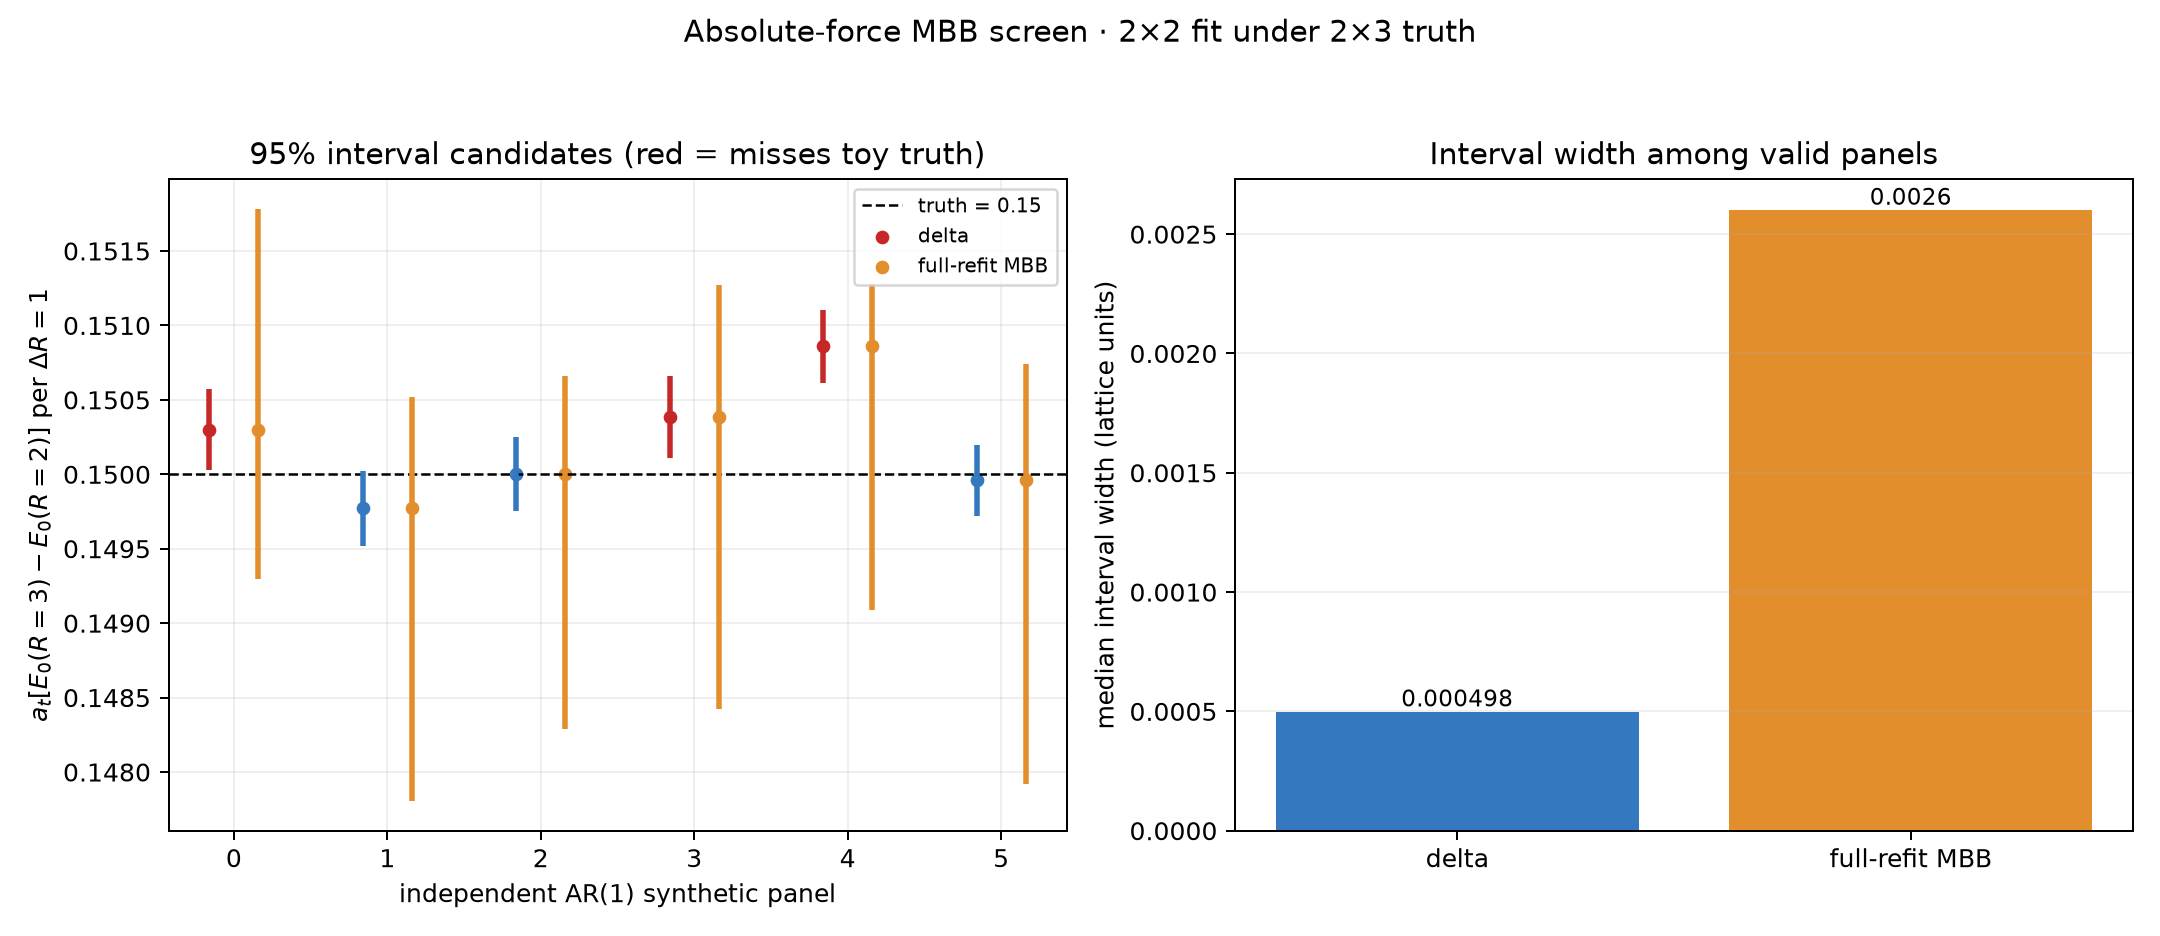 Absolute-force MBB screen · 2×2 fit under 2×3 truth
95% interval candidates (red = misses toy truth)
truth = 0.15
delta
full-refit MBB
a_t[E_0(R = 3) − E_0(R = 2)] per ΔR = 1
0.1515
0.1510
0.1505
0.1500
0.1495
0.1490
0.1485
0.1480
0 1 2 3 4 5
independent AR(1) synthetic panel
Interval width among valid panels
median interval width (lattice units)
0.0025
0.0020
0.0015
0.0010
0.0005
0.0000
0.000498
0.0026
delta full-refit MBB